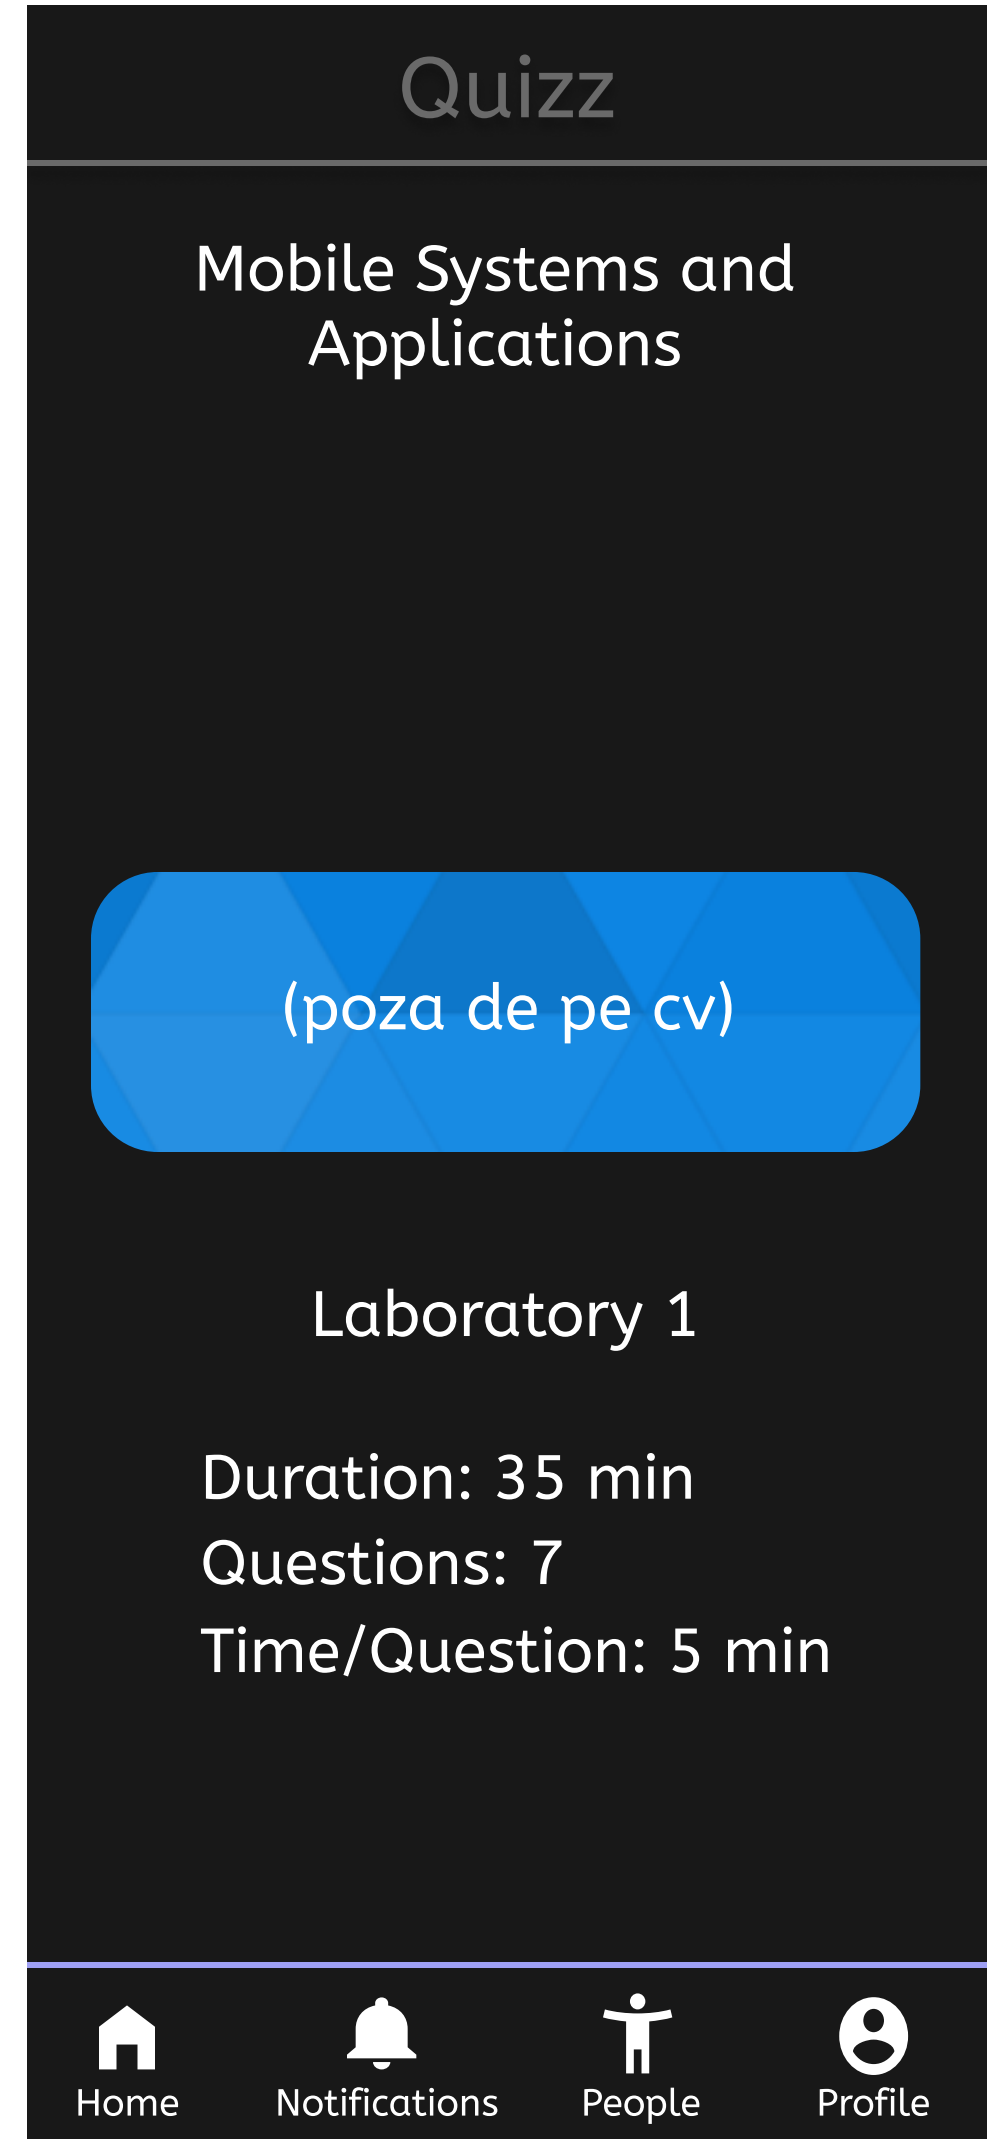 Quizz
Mobile Systems and
Applications
(poza de pe cv)
Laboratory 1
Duration: 35 min
Questions: 7
Time/Question: 5 min
Home
Notifications
People
Profile